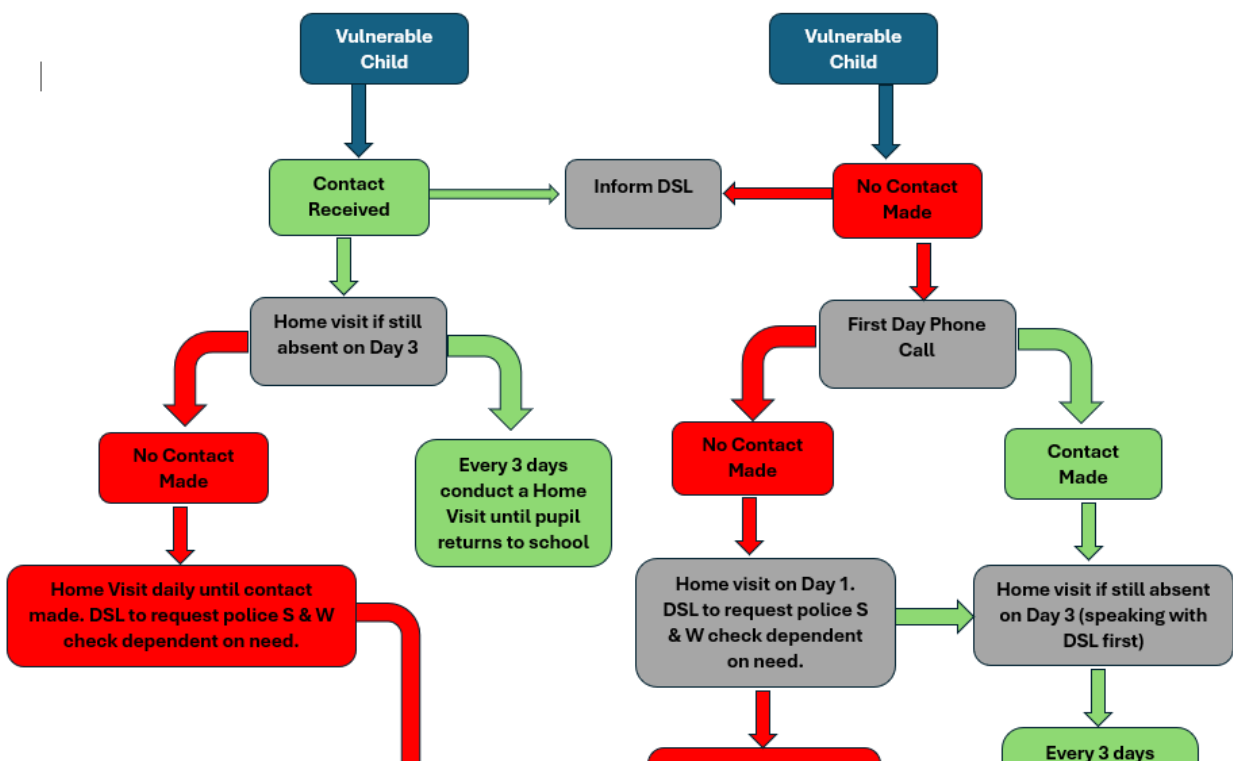 Vulnerable
Child
Vulnerable
Child
Contact
Received
Inform DSL
No Contact
Made
Home visit if still
absent on Day 3
First Day Phone
Call
No Contact
Made
Every 3 days
conduct a Home
Visit until pupil
returns to school
No Contact
Made
Contact
Made
Home Visit daily until contact
made. DSL to request police S & W
check dependent on need.
Home visit on Day 1.
DSL to request police S
& W check dependent
on need.
Home visit if still absent
on Day 3 (speaking with
DSL first)
Every 3 days